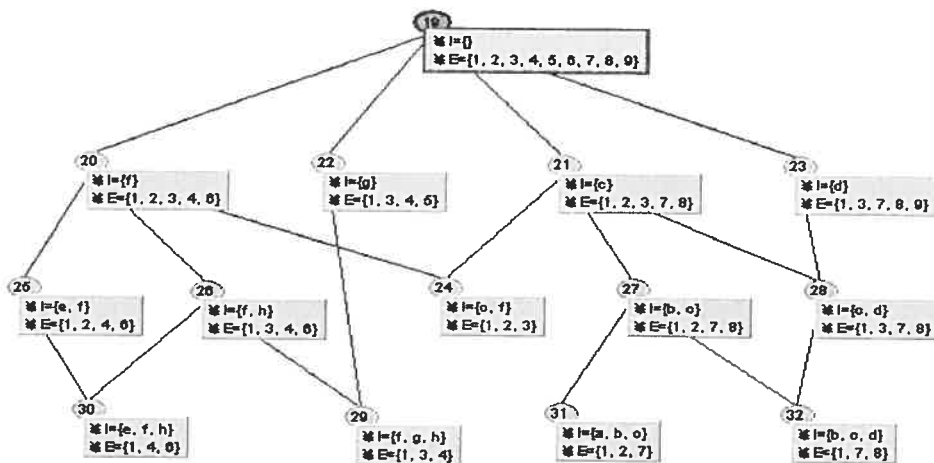 19
I={}
E={1, 2, 3, 4, 5, 6, 7, 8, 9}
20
I={f}
E={1, 2, 3, 4, 6}
22
I={g}
E={1, 3, 4, 5}
21
I={c}
E={1, 2, 3, 7, 8}
23
I={d}
E={1, 3, 7, 8, 9}
25
I={e, f}
E={1, 2, 4, 6}
26
I={f, h}
E={1, 3, 4, 6}
24
I={c, f}
E={1, 2, 3}
27
I={b, c}
E={1, 2, 7, 8}
28
I={c, d}
E={1, 3, 7, 8}
30
I={e, f, h}
E={1, 4, 6}
29
I={f, g, h}
E={1, 3, 4}
31
I={a, b, c}
E={1, 2, 7}
32
I={b, c, d}
E={1, 7, 8}